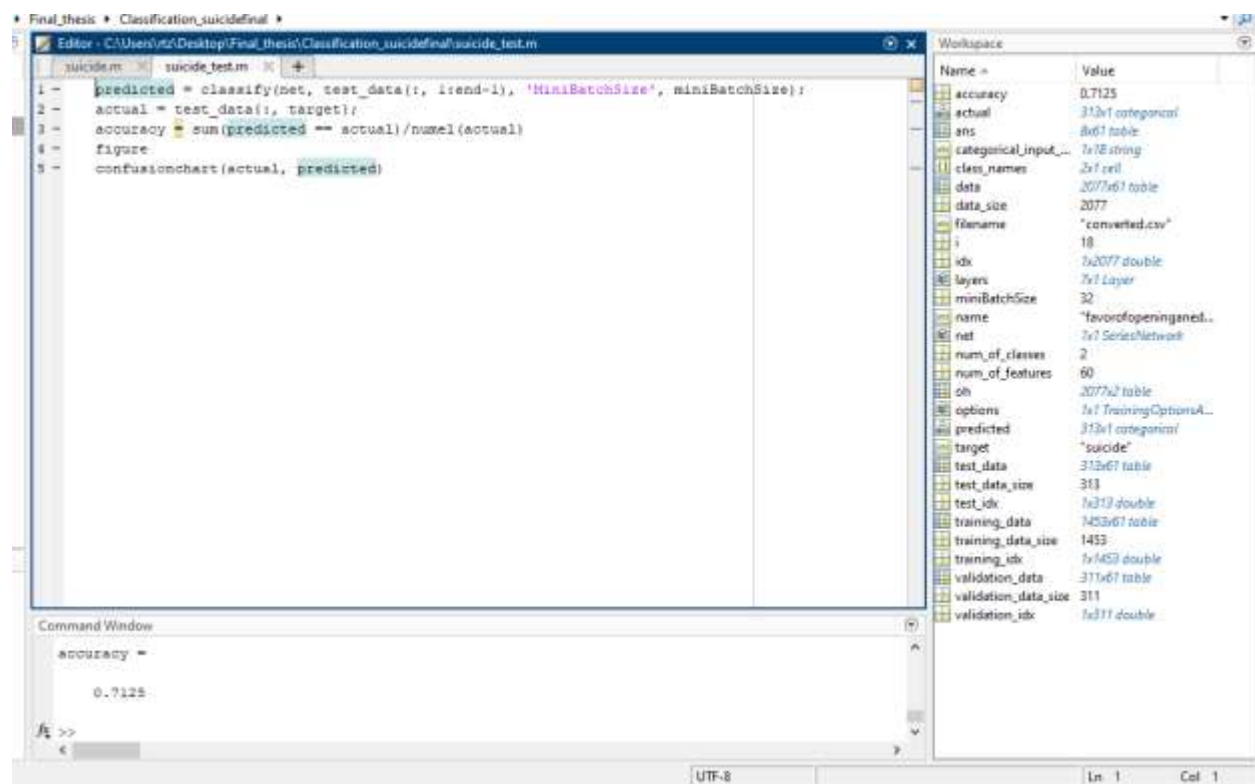 Final_thesis ▸ Classification_suicidefinal ▸
Editor - C:\Users\rtz\Desktop\Final_thesis\Classification_suicidefinal\suicide_test.m
suicide.m suicide_test.m +
1 - predicted = classify(net, test_data(:, 1:end-1), 'MiniBatchSize', miniBatchSize);
2 - actual = test_data{:, target};
3 - accuracy = sum(predicted == actual)/numel(actual)
4 - figure
5 - confusionchart(actual, predicted)
Command Window
accuracy =
0.7125
fx >>
Workspace
Name Value
accuracy 0.7125
actual 313x1 categorical
ans 8x61 table
categorical_input_... 1x18 string
class_names 2x1 cell
data 2077x61 table
data_size 2077
filename "converted.csv"
i 18
idx 1x2077 double
layers 7x1 Layer
miniBatchSize 32
name "favorofopeninganed...
net 1x1 SeriesNetwork
num_of_classes 2
num_of_features 60
oh 2077x2 table
options 1x1 TrainingOptionsA...
predicted 313x1 categorical
target "suicide"
test_data 313x61 table
test_data_size 313
test_idx 1x313 double
training_data 1453x61 table
training_data_size 1453
training_idx 1x1453 double
validation_data 311x61 table
validation_data_size 311
validation_idx 1x311 double
UTF-8 Ln 1 Col 1